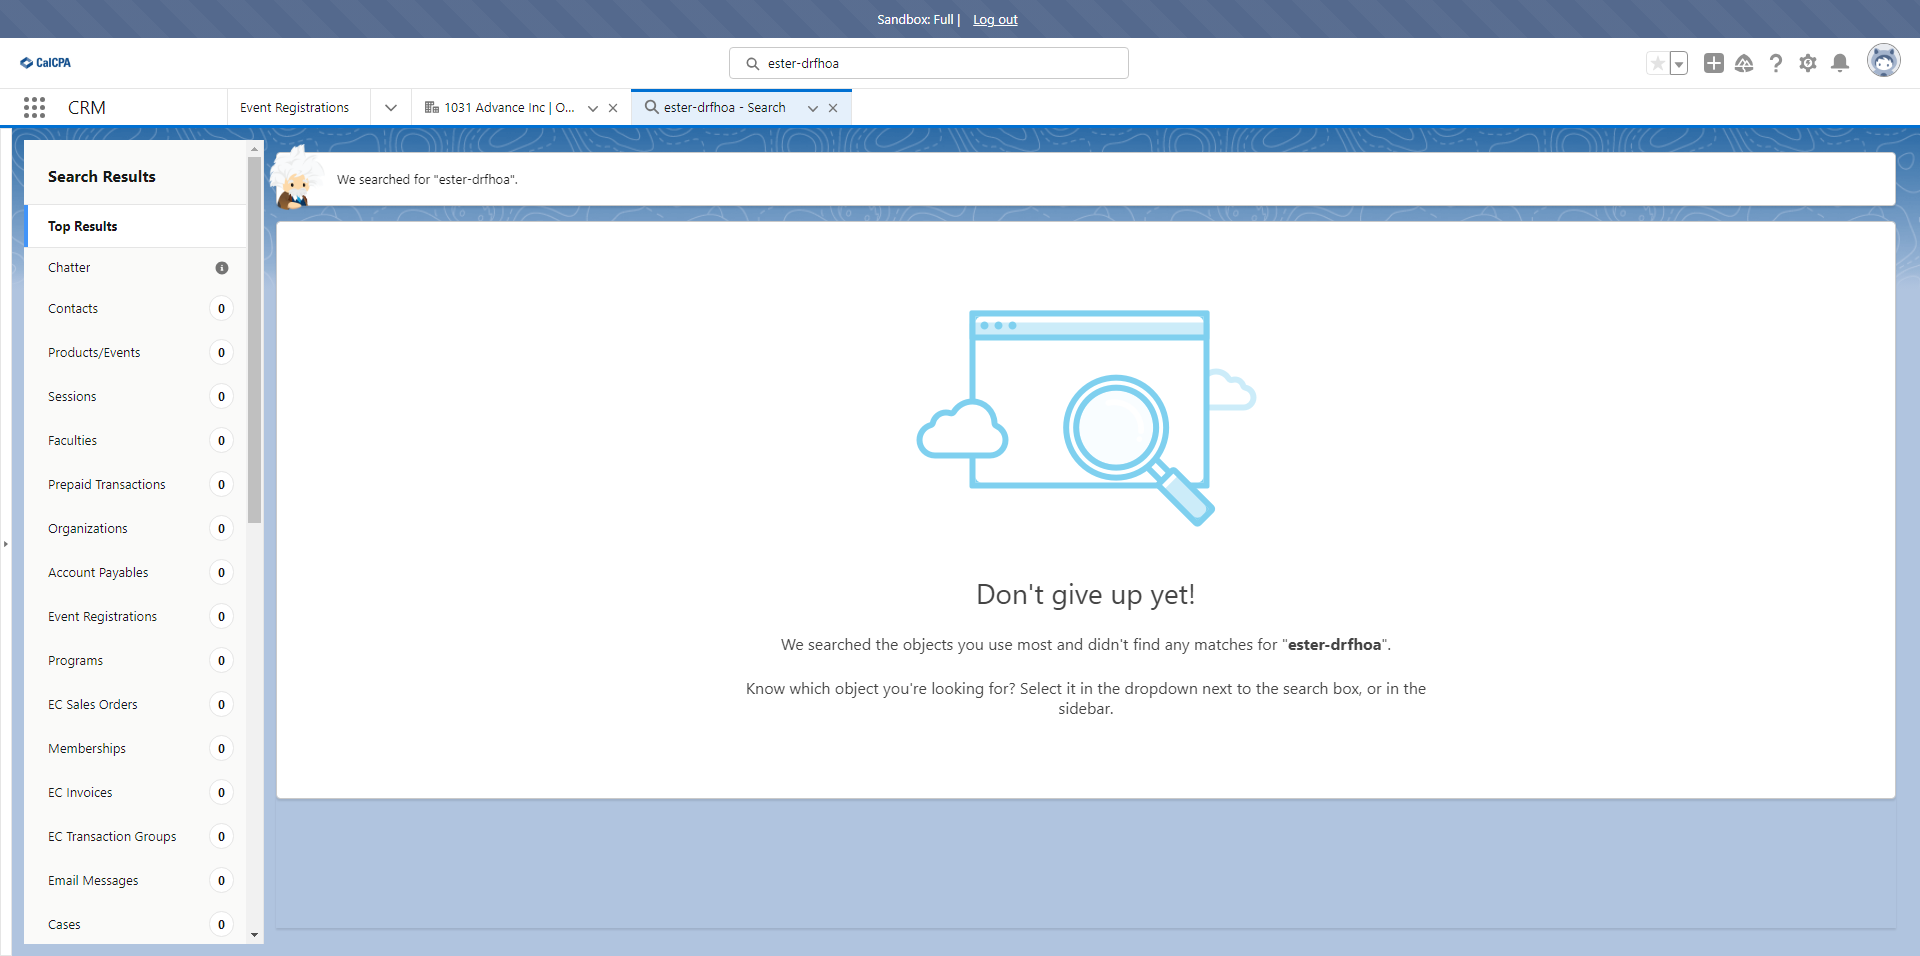 Sandbox: Full | Log out
CalCPA
ester-drfhoa
CRM
Event Registrations
1031 Advance Inc | O...
ester-drfhoa - Search
Search Results
Top Results
Chatter
Contacts 0
Products/Events 0
Sessions 0
Faculties 0
Prepaid Transactions 0
Organizations 0
Account Payables 0
Event Registrations 0
Programs 0
EC Sales Orders 0
Memberships 0
EC Invoices 0
EC Transaction Groups 0
Email Messages 0
Cases 0
We searched for "ester-drfhoa".
Don't give up yet!
We searched the objects you use most and didn't find any matches for "ester-drfhoa".
Know which object you're looking for? Select it in the dropdown next to the search box, or in the
sidebar.